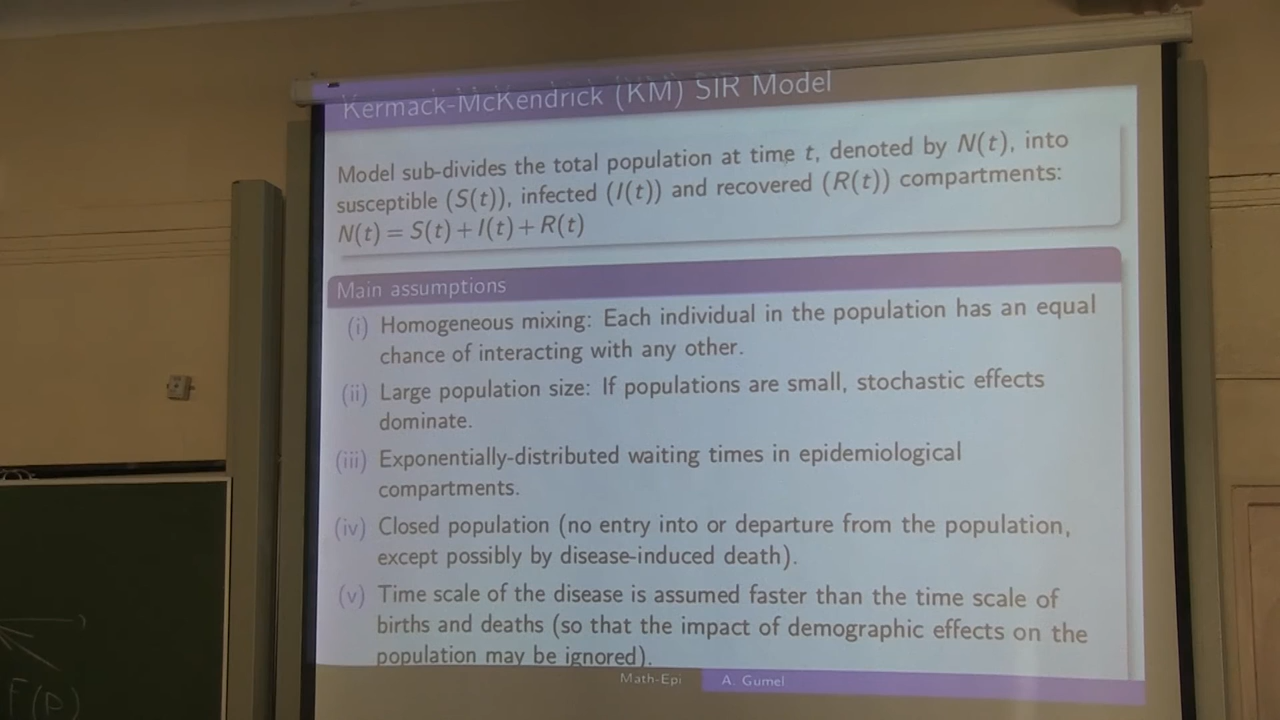 Kermack-McKendrick (KM) SIR Model
Model sub-divides the total population at time t, denoted by N(t), into
susceptible (S(t)), infected (I(t)) and recovered (R(t)) compartments:
N(t) = S(t)+I(t)+R(t)
Main assumptions
(i) Homogeneous mixing: Each individual in the population has an equal
chance of interacting with any other.
(ii) Large population size: If populations are small, stochastic effects
dominate.
(iii) Exponentially-distributed waiting times in epidemiological
compartments.
(iv) Closed population (no entry into or departure from the population,
except possibly by disease-induced death).
(v) Time scale of the disease is assumed faster than the time scale of
births and deaths (so that the impact of demographic effects on the
population may be ignored).
Math-Epi A. Gumel